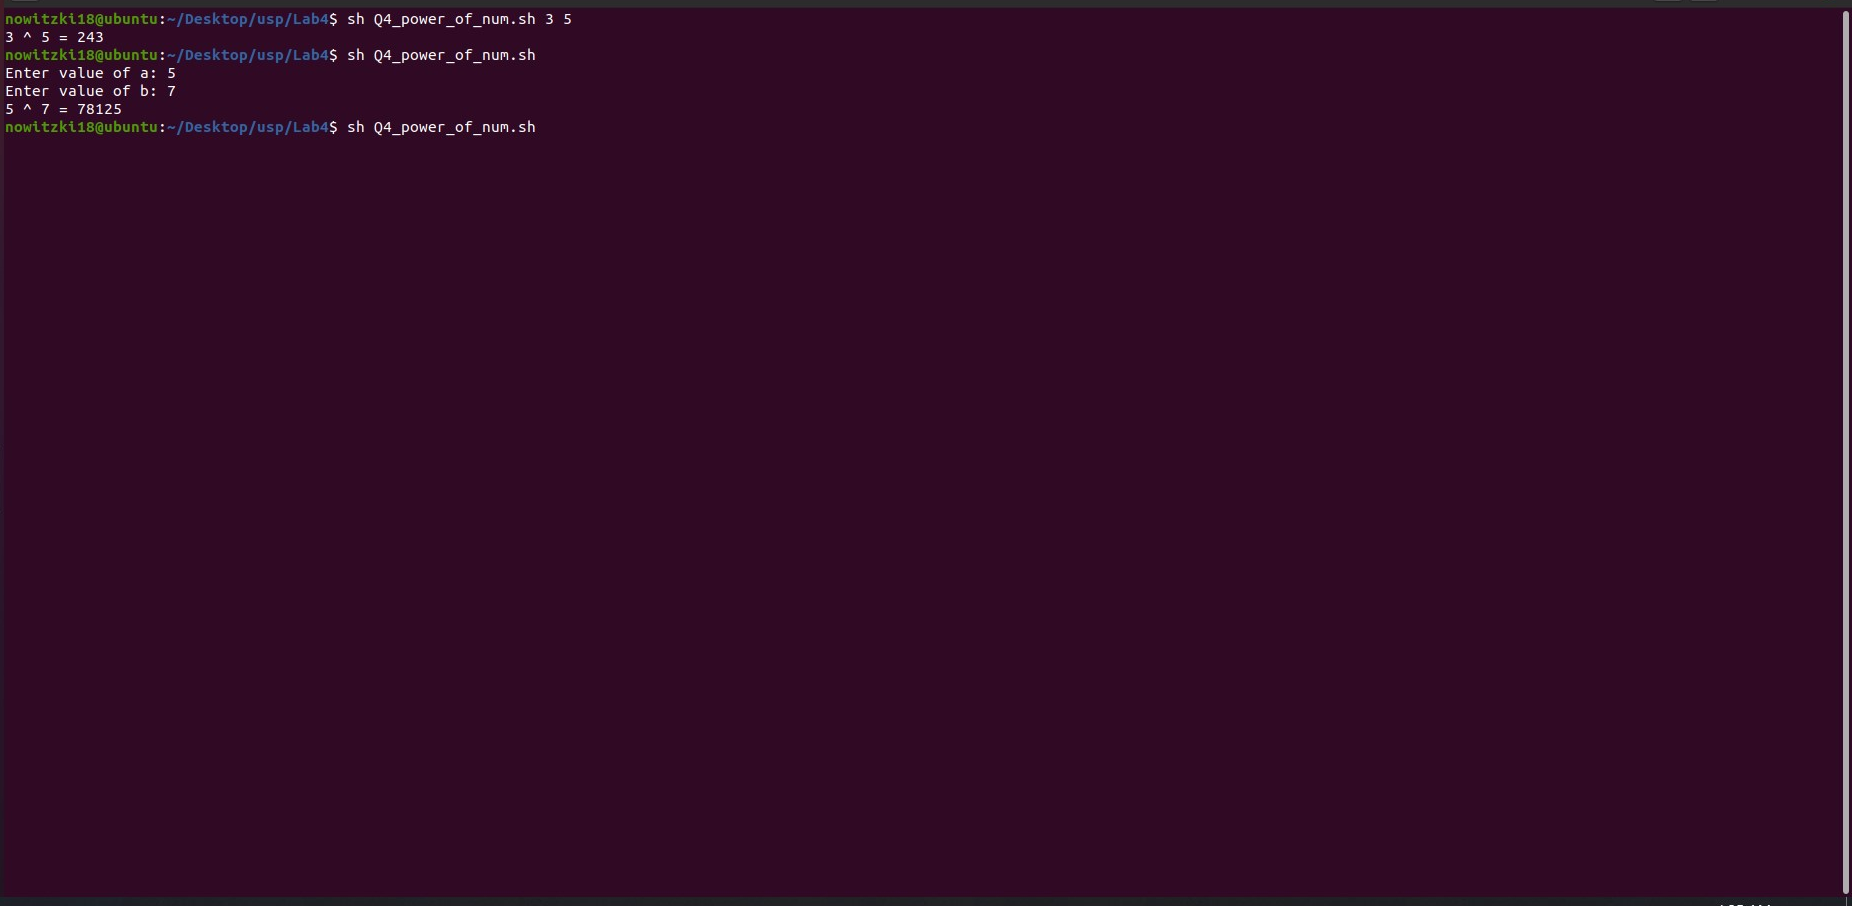 nowitzki18@ubuntu:~/Desktop/usp/Lab4$ sh Q4_power_of_num.sh 3 5
3 ^ 5 = 243
nowitzki18@ubuntu:~/Desktop/usp/Lab4$ sh Q4_power_of_num.sh
Enter value of a: 5
Enter value of b: 7
5 ^ 7 = 78125
nowitzki18@ubuntu:~/Desktop/usp/Lab4$ sh Q4_power_of_num.sh